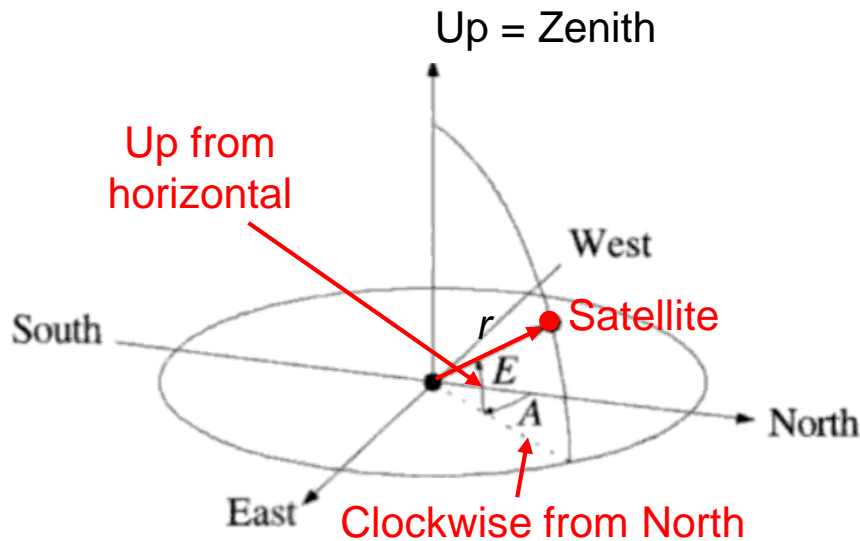 Up = Zenith
Up from
horizontal
West
South
r
Satellite
E
A
North
East
Clockwise from North